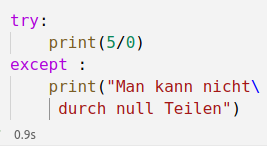 try:
    print(5/0)
except :
    print("Man kann nicht\
     durch null Teilen")
0.9s